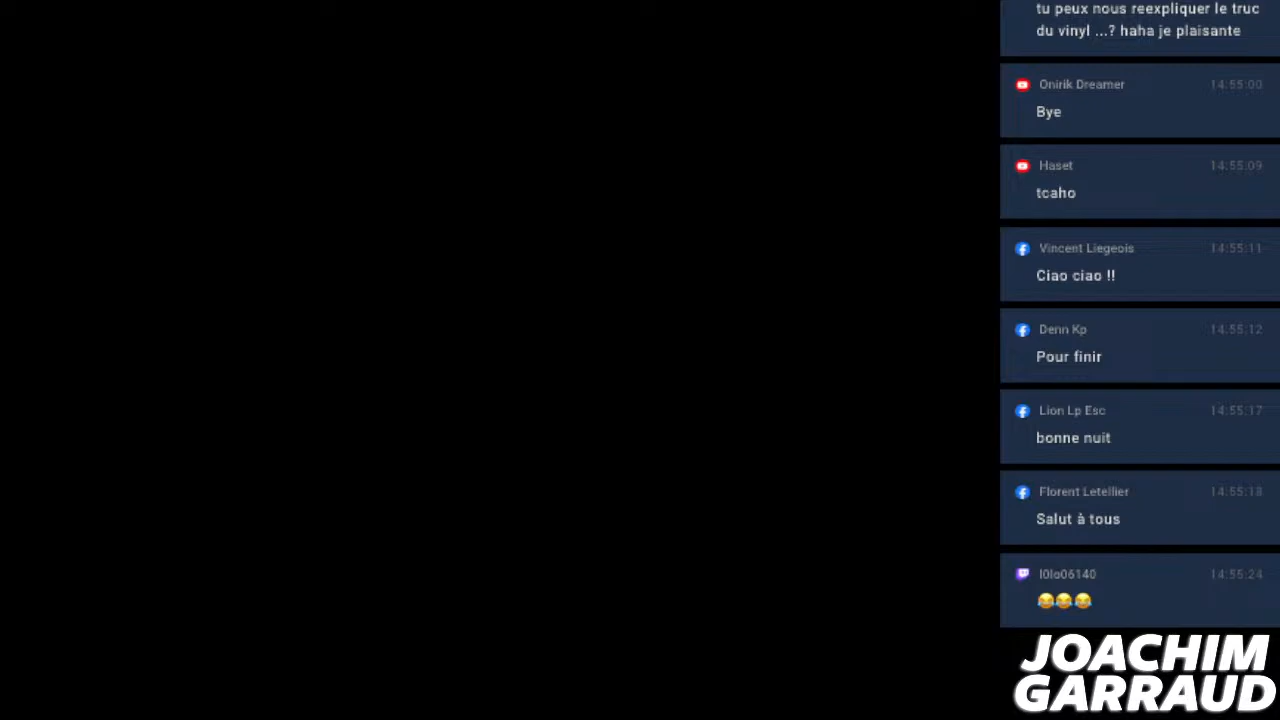 tu peux nous reexpliquer le truc
du vinyl ...? haha je plaisante
Onirik Dreamer 14:55:00
Bye
Haset 14:55:09
tcaho
Vincent Liegeois 14:55:11
Ciao ciao !!
Denn Kp 14:55:12
Pour finir
Lion Lp Esc 14:55:17
bonne nuit
Florent Letellier 14:55:18
Salut à tous
l0lo06140 14:55:24
😂😂😂
JOACHIM
GARRAUD